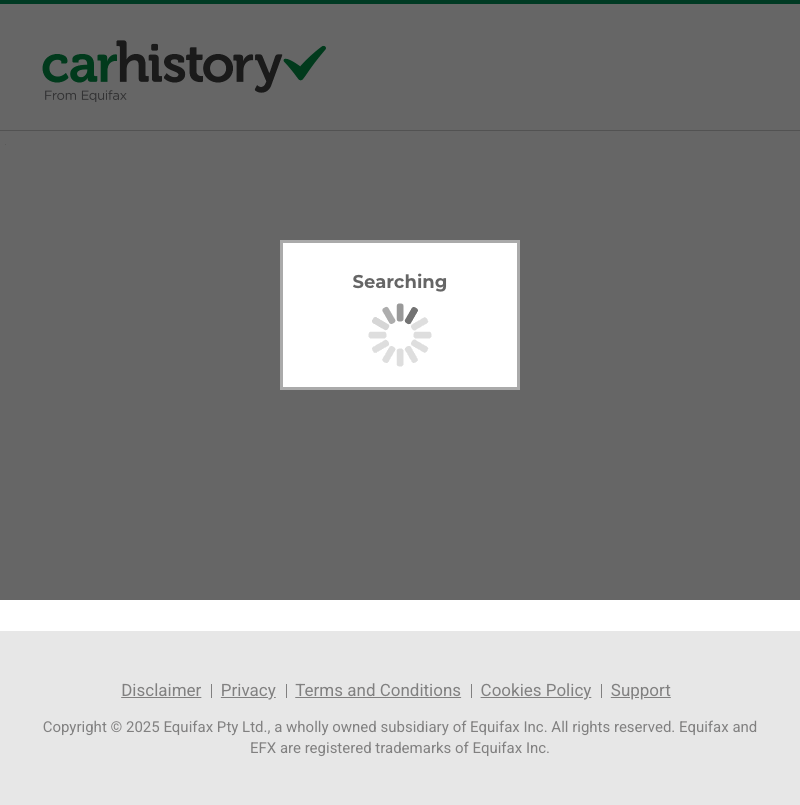 carhistory
From Equifax
Searching
Disclaimer | Privacy | Terms and Conditions | Cookies Policy | Support
Copyright © 2025 Equifax Pty Ltd., a wholly owned subsidiary of Equifax Inc. All rights reserved. Equifax and
EFX are registered trademarks of Equifax Inc.